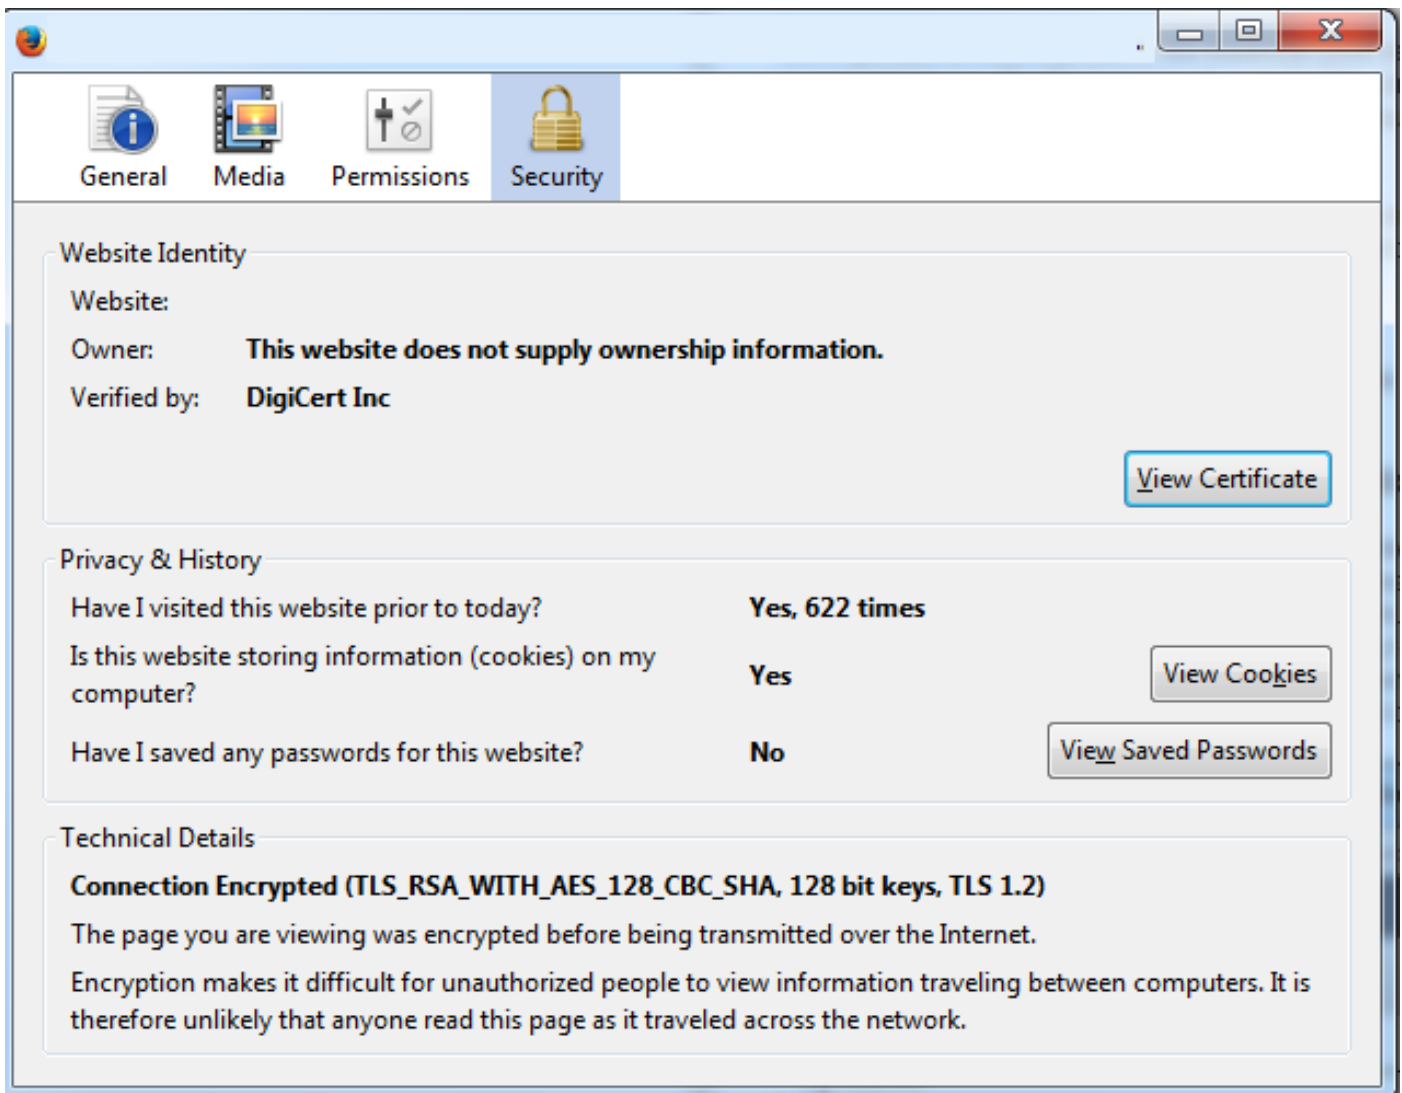 General Media Permissions Security
Website Identity
Website:
Owner: This website does not supply ownership information.
Verified by: DigiCert Inc
View Certificate
Privacy & History
Have I visited this website prior to today? Yes, 622 times
Is this website storing information (cookies) on my
computer?
Yes
View Cookies
Have I saved any passwords for this website? No View Saved Passwords
Technical Details
Connection Encrypted (TLS_RSA_WITH_AES_128_CBC_SHA, 128 bit keys, TLS 1.2)
The page you are viewing was encrypted before being transmitted over the Internet.
Encryption makes it difficult for unauthorized people to view information traveling between computers. It is
therefore unlikely that anyone read this page as it traveled across the network.